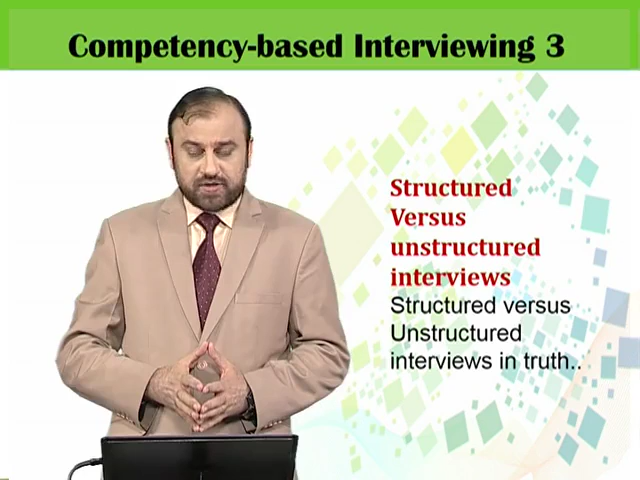 Competency-based Interviewing 3
Structured
Versus
unstructured
interviews
Structured versus
Unstructured
interviews in truth..